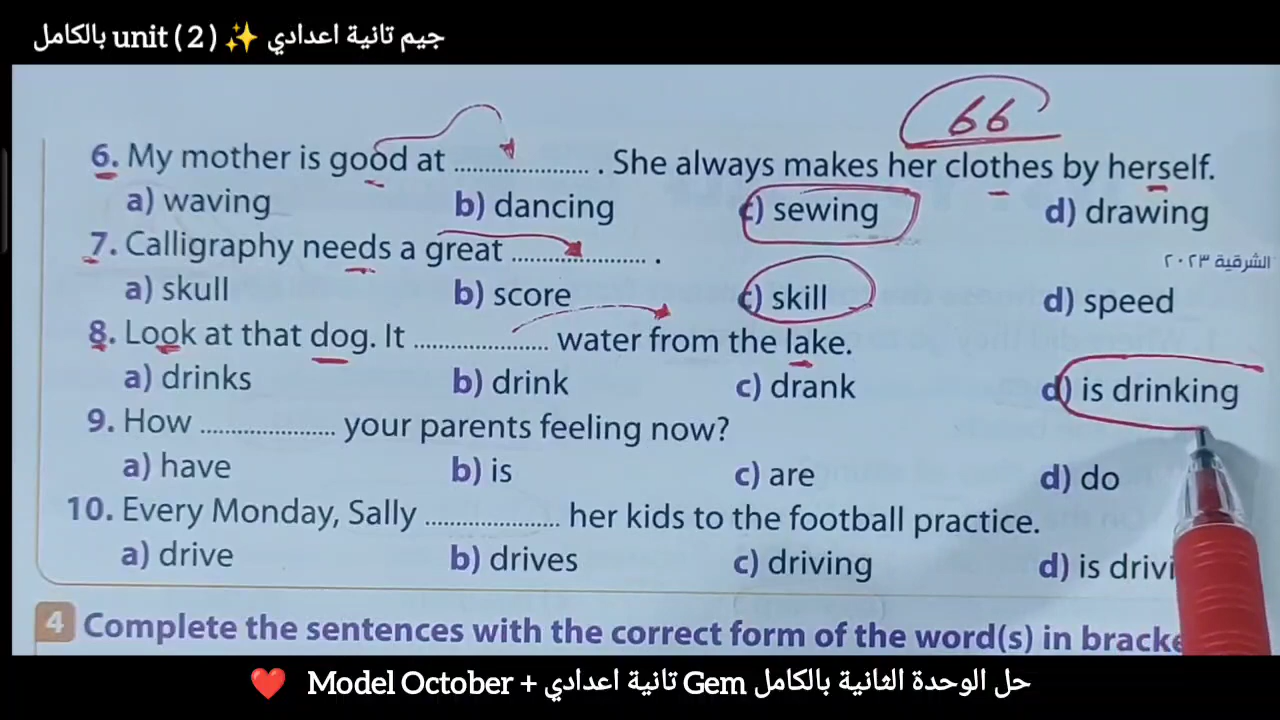 جيم تانية اعدادي ✨ unit ( 2 ) بالكامل
66
6. My mother is good at ...................... . She always makes her clothes by herself.
a) waving b) dancing c) sewing d) drawing
7. Calligraphy needs a great ...................... .
الشرقية ٢٠٢٣
a) skull b) score c) skill d) speed
8. Look at that dog. It ...................... water from the lake.
a) drinks b) drink c) drank d) is drinking
9. How ...................... your parents feeling now?
a) have b) is c) are d) do
10. Every Monday, Sally ...................... her kids to the football practice.
a) drive b) drives c) driving d) is drivi
4 Complete the sentences with the correct form of the word(s) in bracke
حل الوحدة الثانية بالكامل Gem تانية اعدادي + Model October ❤️